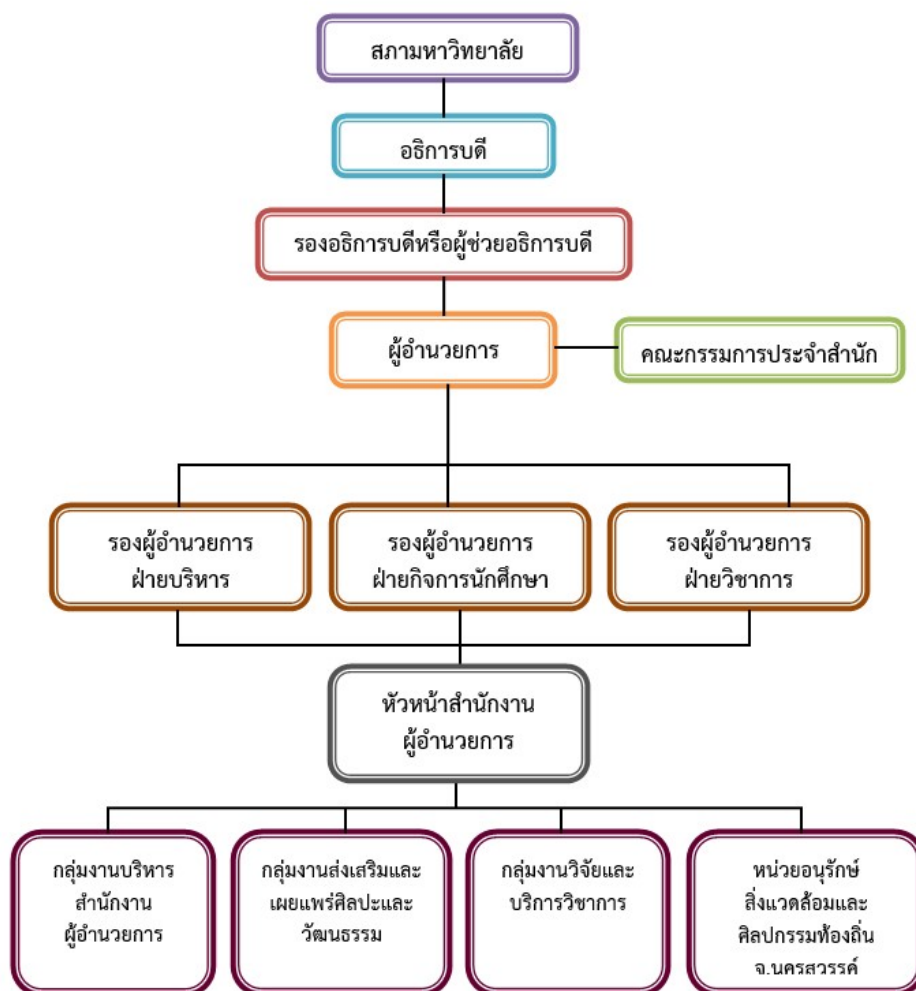 สภามหาวิทยาลัย
อธิการบดี
รองอธิการบดีหรือผู้ช่วยอธิการบดี
ผู้อำนวยการ
คณะกรรมการประจำสำนัก
รองผู้อำนวยการ
ฝ่ายบริหาร
รองผู้อำนวยการ
ฝ่ายกิจการนักศึกษา
รองผู้อำนวยการ
ฝ่ายวิชาการ
หัวหน้าสำนักงาน
ผู้อำนวยการ
กลุ่มงานบริหาร
สำนักงาน
ผู้อำนวยการ
กลุ่มงานส่งเสริมและ
เผยแพร่ศิลปะและ
วัฒนธรรม
กลุ่มงานวิจัยและ
บริการวิชาการ
หน่วยอนุรักษ์
สิ่งแวดล้อมและ
ศิลปกรรมท้องถิ่น
จ.นครสวรรค์